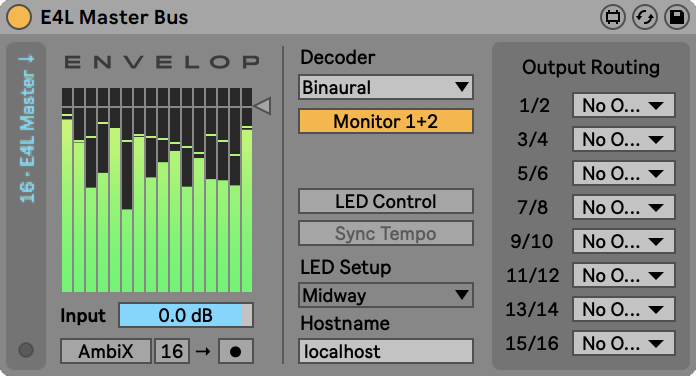 E4L Master Bus
16 · E4L Master
ENVELOP
Input
0.0 dB
AmbiX
16
Decoder
Binaural
Monitor 1+2
LED Control
Sync Tempo
LED Setup
Midway
Hostname
localhost
Output Routing
1/2 No O...
3/4 No O...
5/6 No O...
7/8 No O...
9/10 No O...
11/12 No O...
13/14 No O...
15/16 No O...